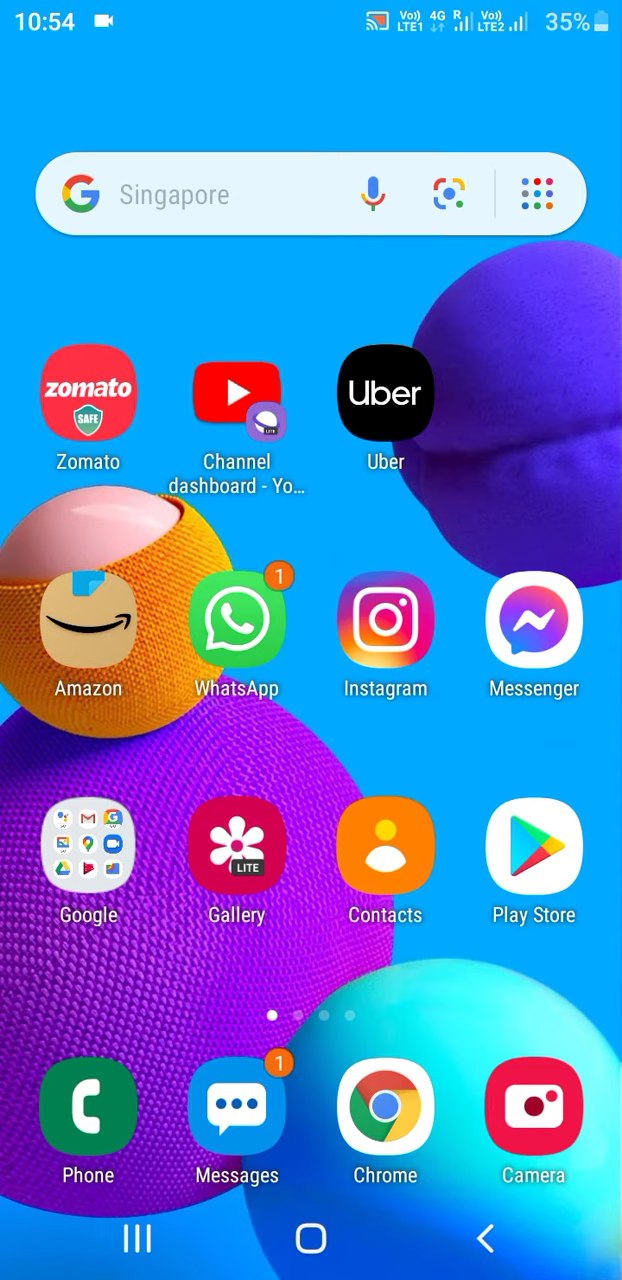 10:54
Vo)) LTE1 4G R Vo)) LTE2 35%
Singapore
zomato
SAFE
LITE
Uber
Zomato
Channel
dashboard - Yo...
Uber
1
Amazon
WhatsApp
Instagram
Messenger
LITE
Google
Gallery
Contacts
Play Store
1
Phone
Messages
Chrome
Camera